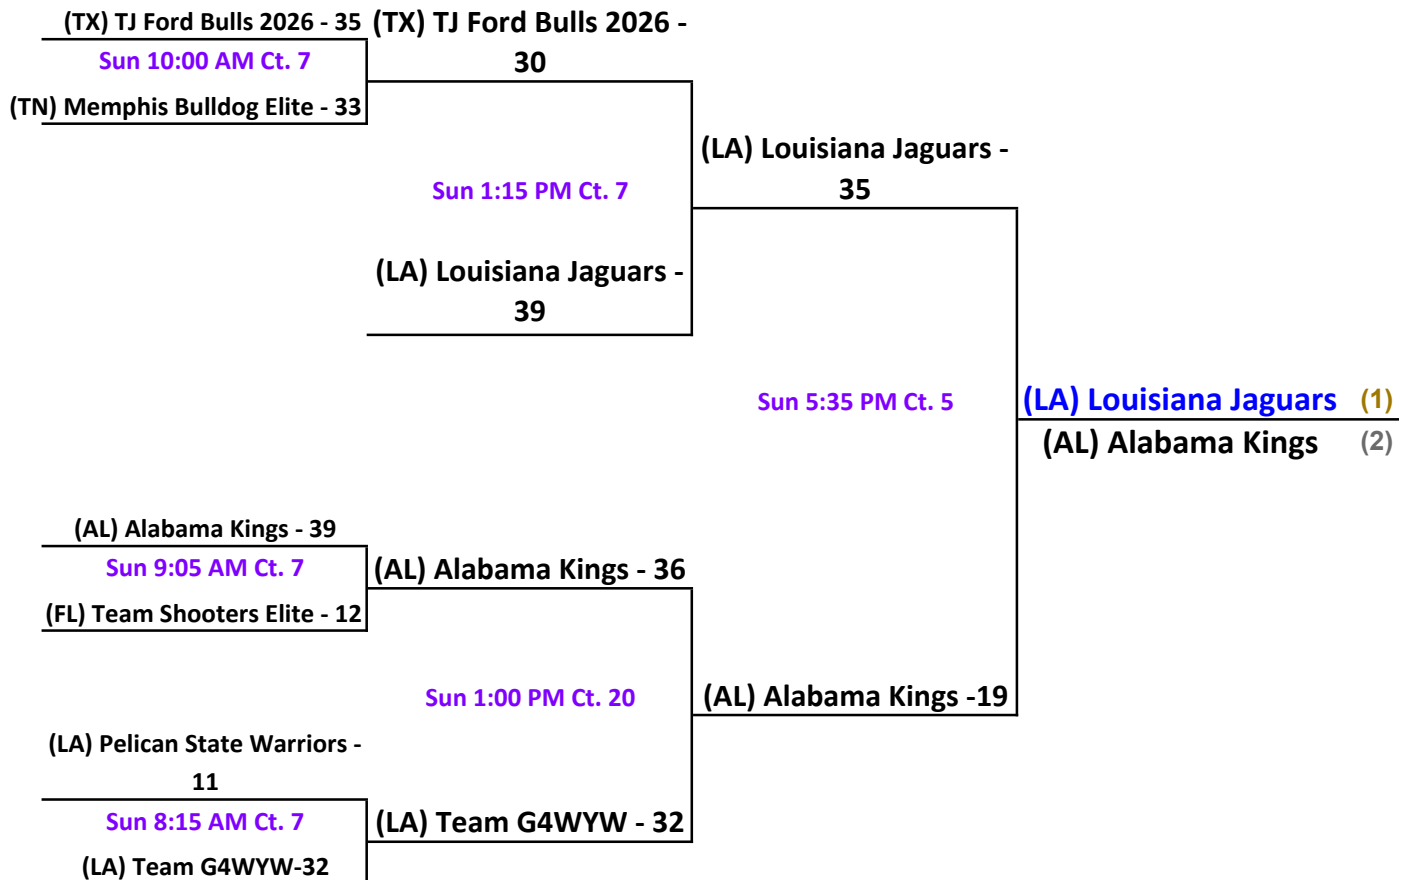 (TX) TJ Ford Bulls 2026 - 35
Sun 10:00 AM Ct. 7
(TN) Memphis Bulldog Elite - 33
(TX) TJ Ford Bulls 2026 -
30
Sun 1:15 PM Ct. 7
(LA) Louisiana Jaguars -
39
(LA) Louisiana Jaguars -
35
Sun 5:35 PM Ct. 5
(LA) Louisiana Jaguars (1)
(AL) Alabama Kings (2)
(AL) Alabama Kings - 39
Sun 9:05 AM Ct. 7
(FL) Team Shooters Elite - 12
(AL) Alabama Kings - 36
Sun 1:00 PM Ct. 20
(AL) Alabama Kings -19
(LA) Pelican State Warriors -
11
Sun 8:15 AM Ct. 7
(LA) Team G4WYW-32
(LA) Team G4WYW - 32